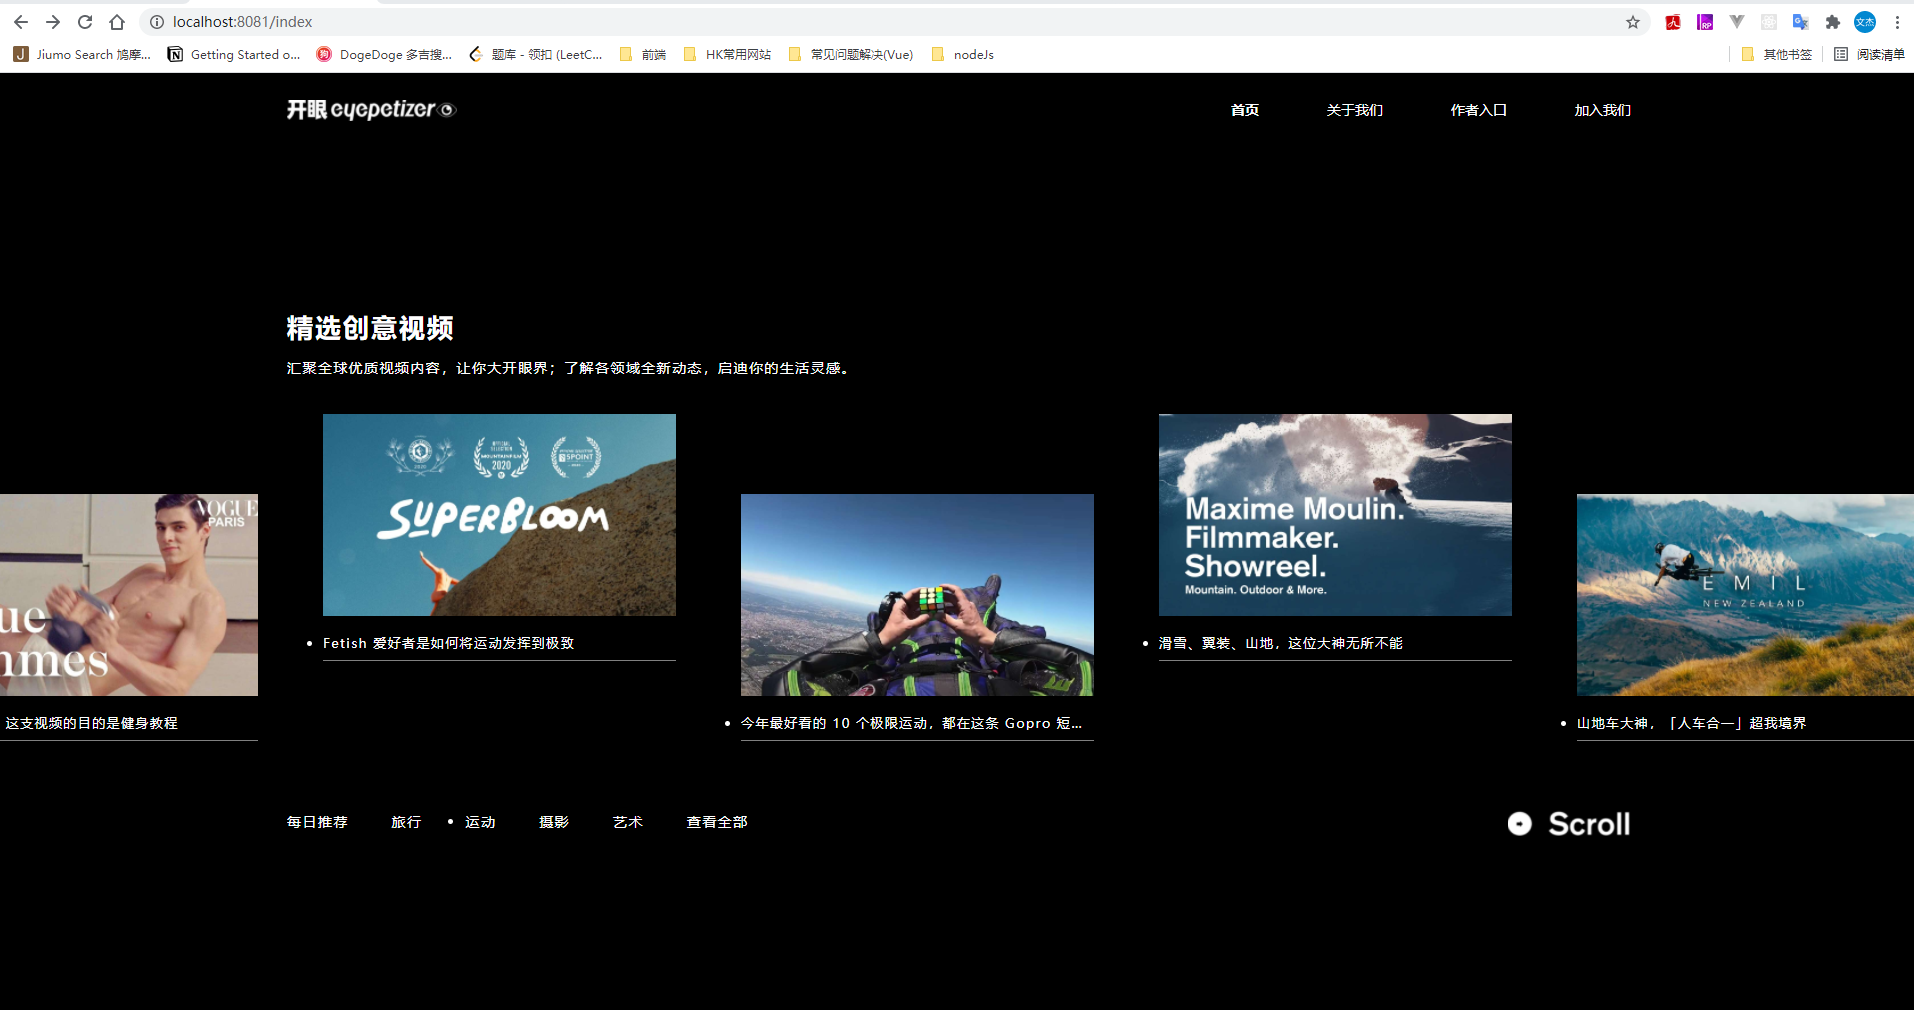 localhost:8081/index
文杰
Jiumo Search 鸠摩...
Getting Started o...
DogeDoge 多吉搜...
题库 - 领扣 (LeetC...
前端
HK常用网站
常见问题解决(Vue)
nodeJs
其他书签
阅读清单
开眼 eyepetizer
首页
关于我们
作者入口
加入我们
精选创意视频
汇聚全球优质视频内容，让你大开眼界；了解各领域全新动态，启迪你的生活灵感。
VOGUE
PARIS
ue
mmes
这支视频的目的是健身教程
2020
OFFICIAL
SELECTION
MOUNTAINFILM
2020
5POINT
SUPERBLOOM
Fetish 爱好者是如何将运动发挥到极致
今年最好看的 10 个极限运动，都在这条 Gopro 短...
Maxime Moulin.
Filmmaker.
Showreel.
Mountain. Outdoor & More.
滑雪、翼装、山地，这位大神无所不能
EMIL
NEW ZEALAND
山地车大神，「人车合一」超我境界
每日推荐
旅行
运动
摄影
艺术
查看全部
Scroll